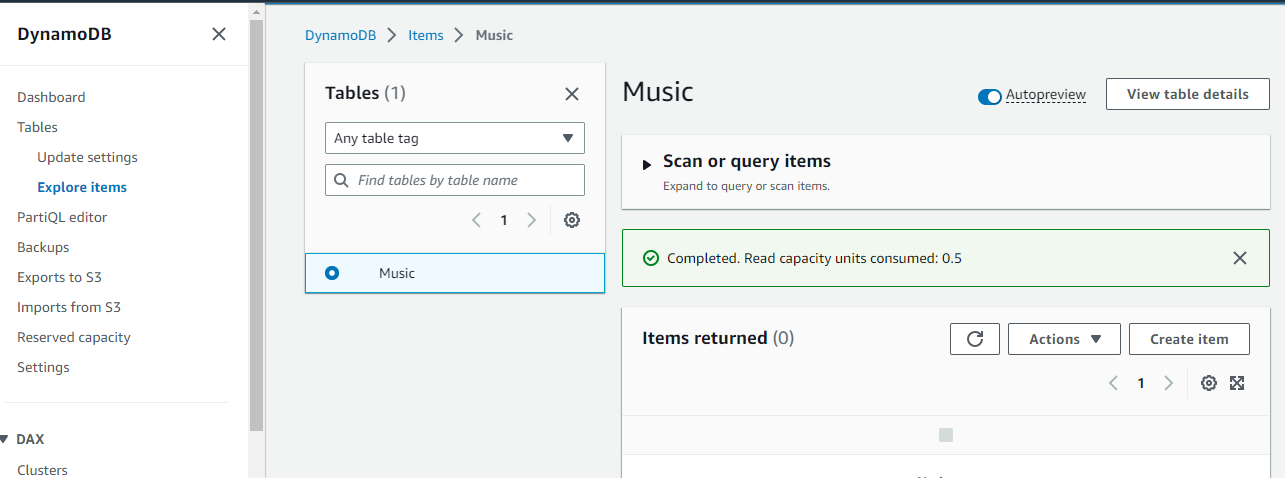 DynamoDB
Dashboard
Tables
Update settings
Explore items
PartiQL editor
Backups
Exports to S3
Imports from S3
Reserved capacity
Settings
DAX
Clusters
DynamoDB > Items > Music
Tables (1)
Any table tag
Find tables by table name
1
Music
Music
Autopreview
View table details
Scan or query items
Expand to query or scan items.
Completed. Read capacity units consumed: 0.5
Items returned (0)
Actions
Create item
1